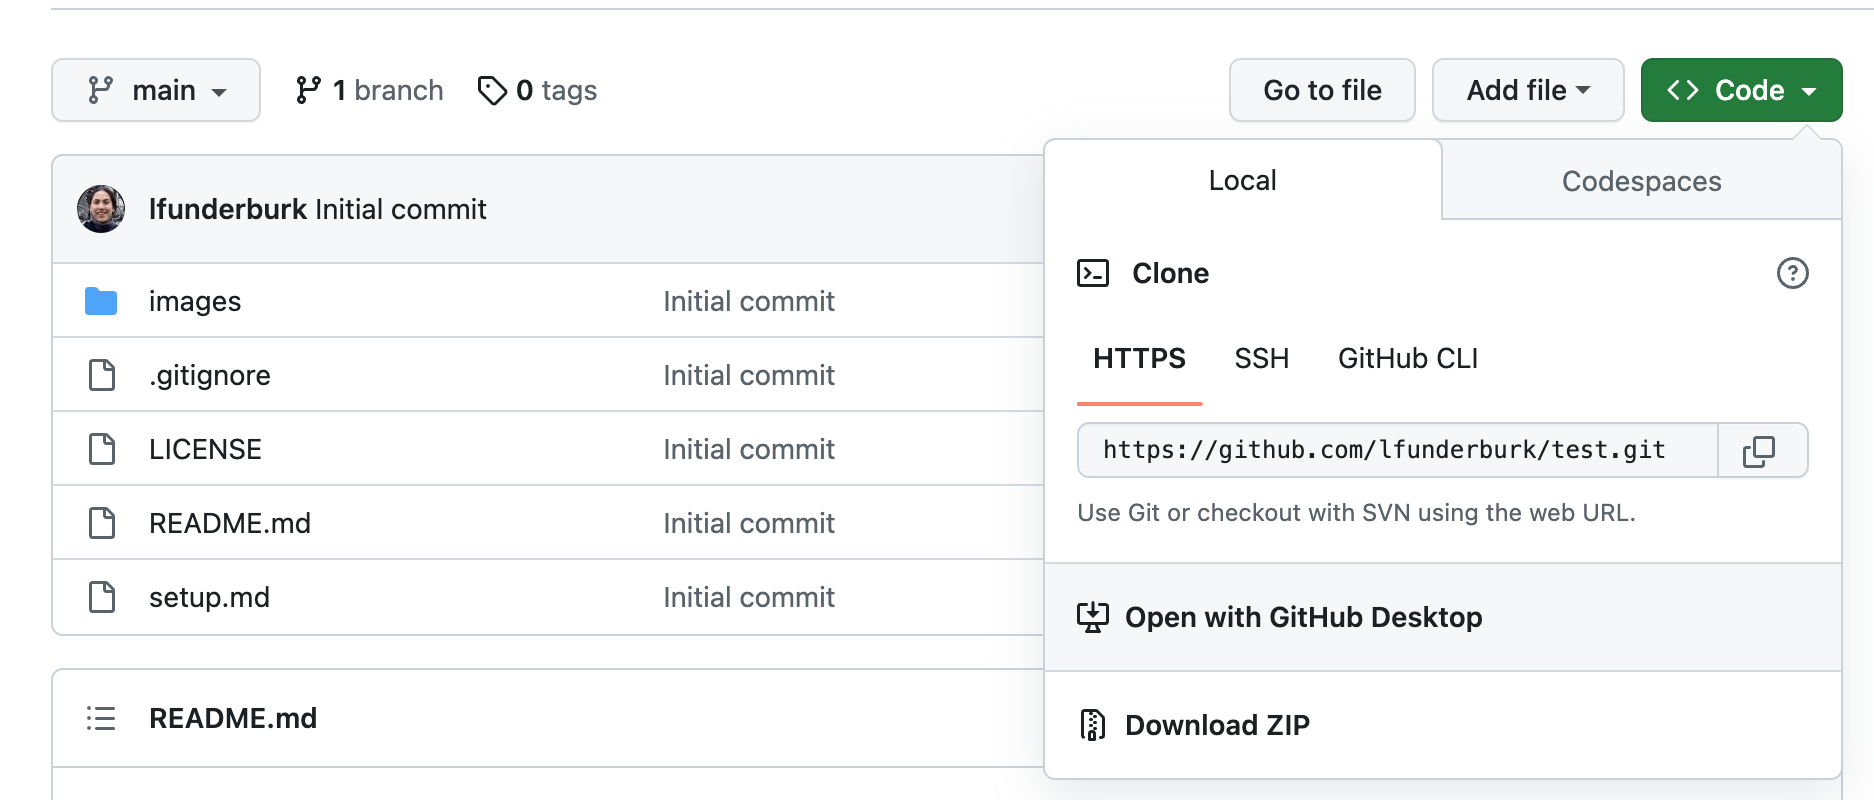 main 1 branch 0 tags Go to file Add file <> Code
Local Codespaces
lfunderburk Initial commit
Clone
images Initial commit
HTTPS SSH GitHub CLI
.gitignore Initial commit
https://github.com/lfunderburk/test.git
LICENSE Initial commit
Use Git or checkout with SVN using the web URL.
README.md Initial commit
setup.md Initial commit
Open with GitHub Desktop
README.md
Download ZIP